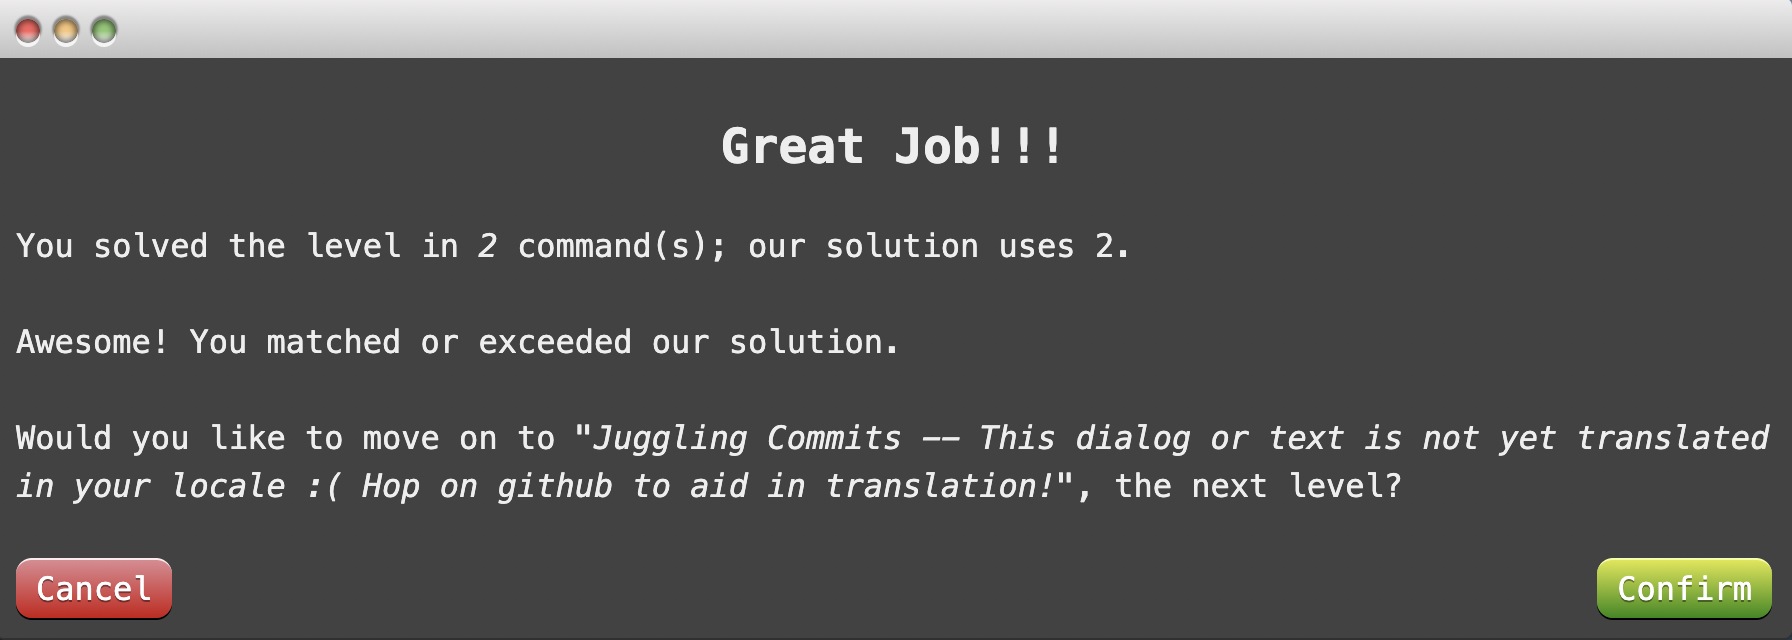 Great Job!!!
You solved the level in 2 command(s); our solution uses 2.
Awesome! You matched or exceeded our solution.
Would you like to move on to "Juggling Commits –– This dialog or text is not yet translated
in your locale :( Hop on github to aid in translation!", the next level?
Cancel
Confirm